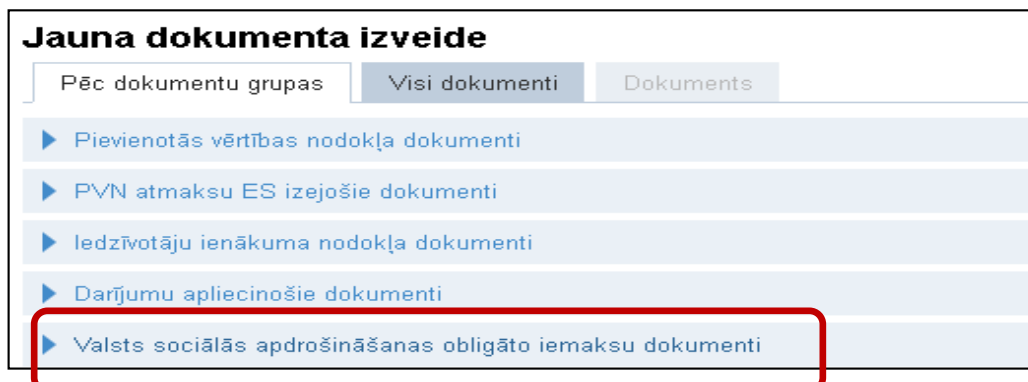 Jauna dokumenta izveide
Pēc dokumentu grupas Visi dokumenti Dokuments
Pievienotās vērtības nodokļa dokumenti
PVN atmaksu ES izejošie dokumenti
Iedzīvotāju ienākuma nodokļa dokumenti
Darījumu apliecinošie dokumenti
Valsts sociālās apdrošināšanas obligāto iemaksu dokumenti